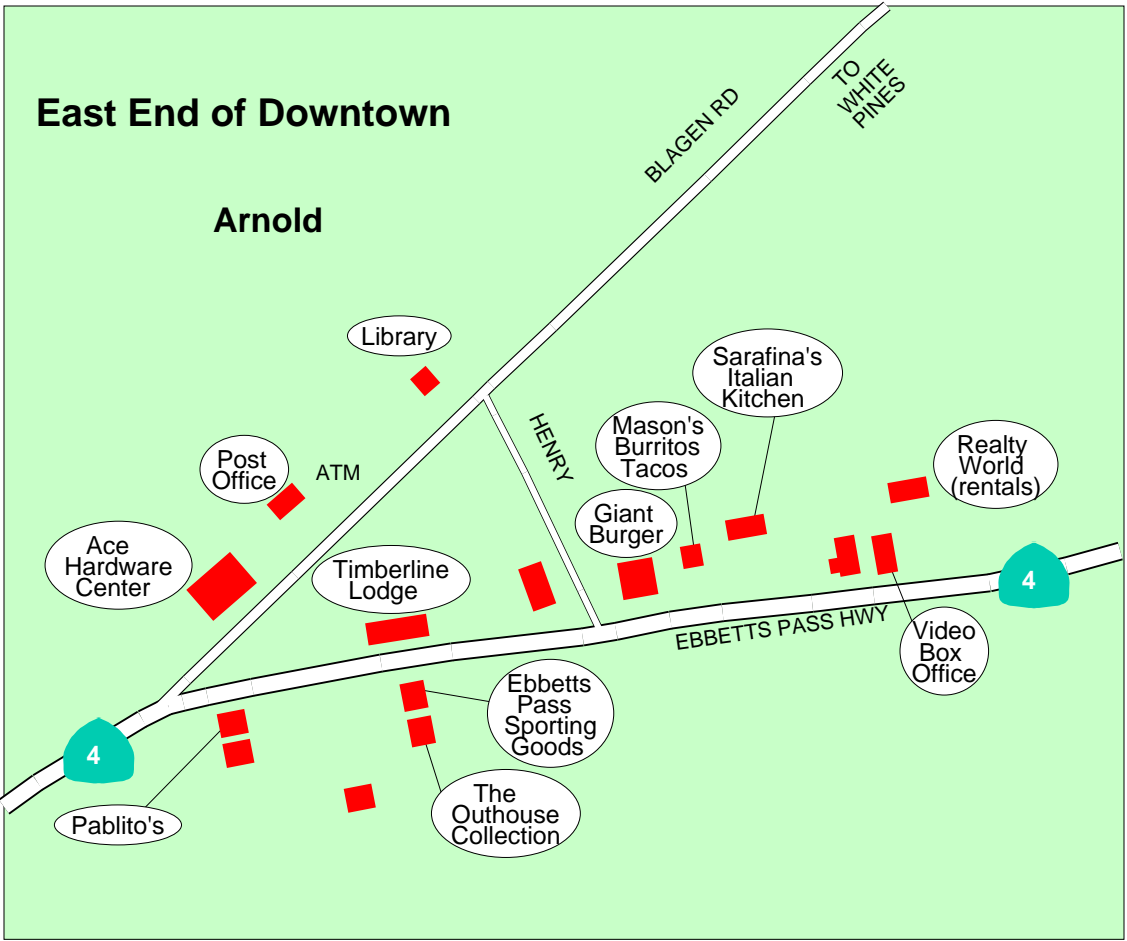 East End of Downtown
Arnold
BLAGEN RD
TO
WHITE
PINES
Library
Sarafina's
Italian
Kitchen
HENRY
Mason's
Burritos
Tacos
Realty
World
(rentals)
Post
Office
ATM
Giant
Burger
Ace
Hardware
Center
Timberline
Lodge
4
EBBETTS PASS HWY
Video
Box
Office
Ebbetts
Pass
Sporting
Goods
4
The
Outhouse
Collection
Pablito's